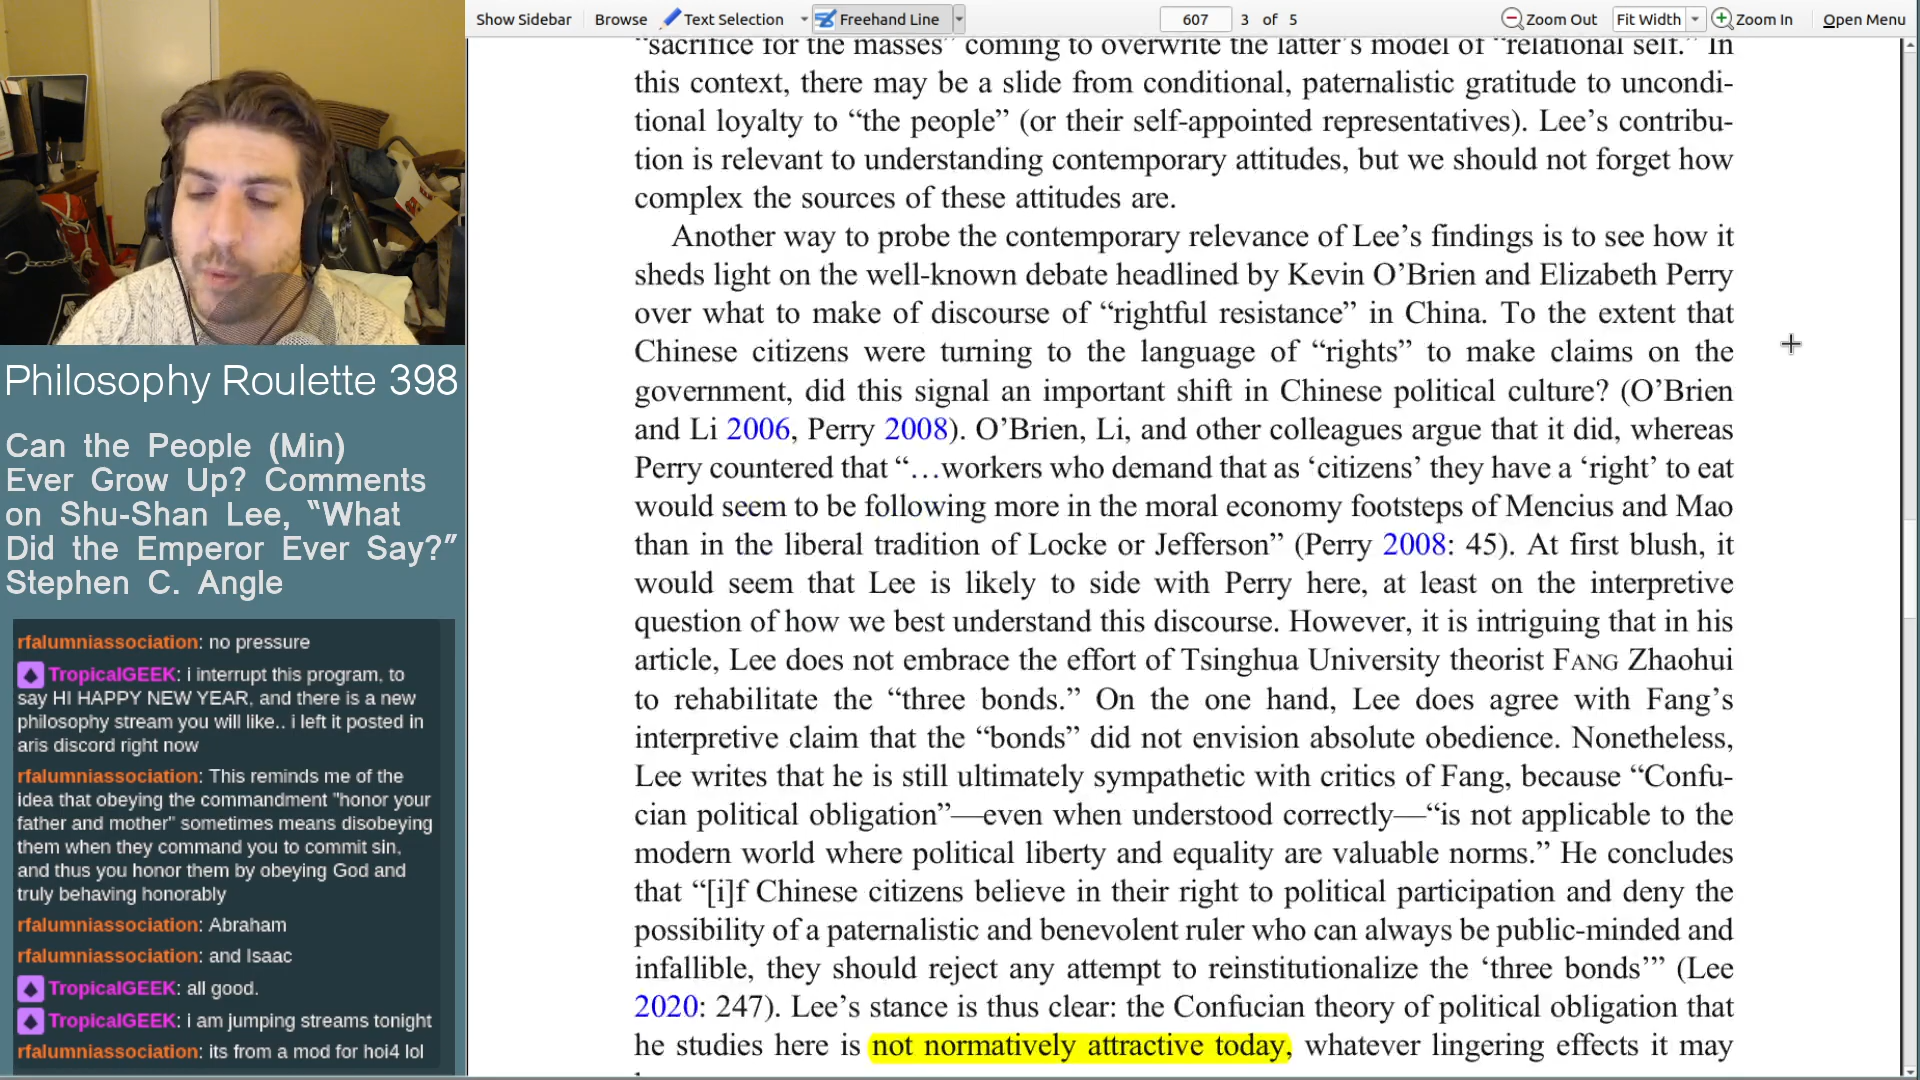 Show Sidebar Browse Text Selection Freehand Line 607 3 of 5 Zoom Out Fit Width Zoom In Open Menu
“sacrifice for the masses” coming to overwrite the latter’s model of “relational self.” In
this context, there may be a slide from conditional, paternalistic gratitude to uncondi-
tional loyalty to “the people” (or their self-appointed representatives). Lee’s contribu-
tion is relevant to understanding contemporary attitudes, but we should not forget how
complex the sources of these attitudes are.
Another way to probe the contemporary relevance of Lee’s findings is to see how it
sheds light on the well-known debate headlined by Kevin O’Brien and Elizabeth Perry
over what to make of discourse of “rightful resistance” in China. To the extent that
Chinese citizens were turning to the language of “rights” to make claims on the
government, did this signal an important shift in Chinese political culture? (O’Brien
and Li 2006, Perry 2008). O’Brien, Li, and other colleagues argue that it did, whereas
Perry countered that “…workers who demand that as ‘citizens’ they have a ‘right’ to eat
would seem to be following more in the moral economy footsteps of Mencius and Mao
than in the liberal tradition of Locke or Jefferson” (Perry 2008: 45). At first blush, it
would seem that Lee is likely to side with Perry here, at least on the interpretive
question of how we best understand this discourse. However, it is intriguing that in his
article, Lee does not embrace the effort of Tsinghua University theorist FANG Zhaohui
to rehabilitate the “three bonds.” On the one hand, Lee does agree with Fang’s
interpretive claim that the “bonds” did not envision absolute obedience. Nonetheless,
Lee writes that he is still ultimately sympathetic with critics of Fang, because “Confu-
cian political obligation”—even when understood correctly—“is not applicable to the
modern world where political liberty and equality are valuable norms.” He concludes
that “[i]f Chinese citizens believe in their right to political participation and deny the
possibility of a paternalistic and benevolent ruler who can always be public-minded and
infallible, they should reject any attempt to reinstitutionalize the ‘three bonds’” (Lee
2020: 247). Lee’s stance is thus clear: the Confucian theory of political obligation that
he studies here is not normatively attractive today, whatever lingering effects it may
Philosophy Roulette 398
Can the People (Min)
Ever Grow Up? Comments
on Shu-Shan Lee, “What
Did the Emperor Ever Say?”
Stephen C. Angle
rfalumniassociation: no pressure
TropicalGEEK: i interrupt this program, to
say HI HAPPY NEW YEAR, and there is a new
philosophy stream you will like.. i left it posted in
aris discord right now
rfalumniassociation: This reminds me of the
idea that obeying the commandment "honor your
father and mother" sometimes means disobeying
them when they command you to commit sin,
and thus you honor them by obeying God and
truly behaving honorably
rfalumniassociation: Abraham
rfalumniassociation: and Isaac
TropicalGEEK: all good.
TropicalGEEK: i am jumping streams tonight
rfalumniassociation: its from a mod for hoi4 lol